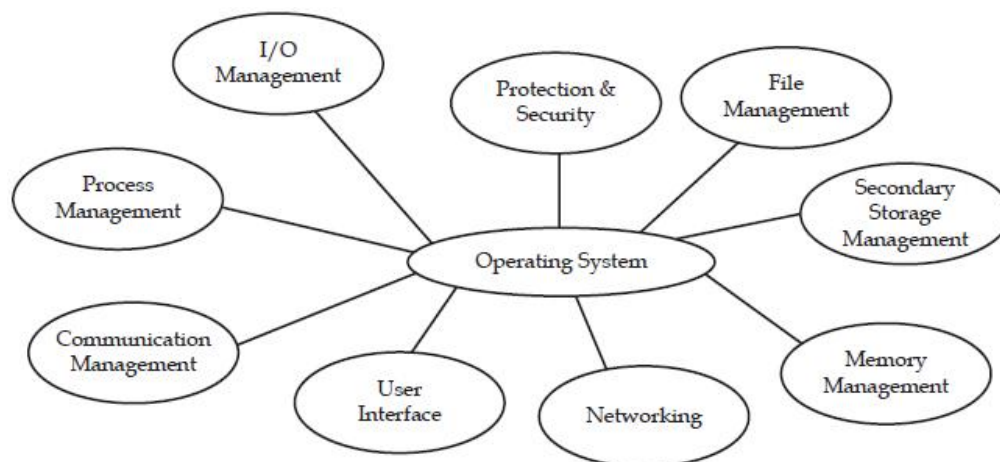 I/O
Management
Protection &
Security
File
Management
Process
Management
Secondary
Storage
Management
Operating System
Communication
Management
User
Interface
Networking
Memory
Management